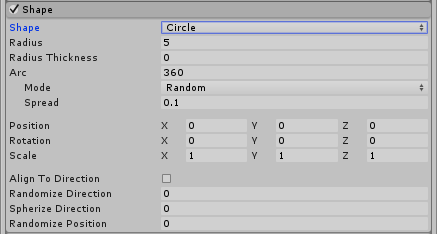 Shape
Shape Circle
Radius 5
Radius Thickness 0
Arc 360
Mode Random
Spread 0.1
Position X 0 Y 0 Z 0
Rotation X 0 Y 0 Z 0
Scale X 1 Y 1 Z 1
Align To Direction
Randomize Direction 0
Spherize Direction 0
Randomize Position 0